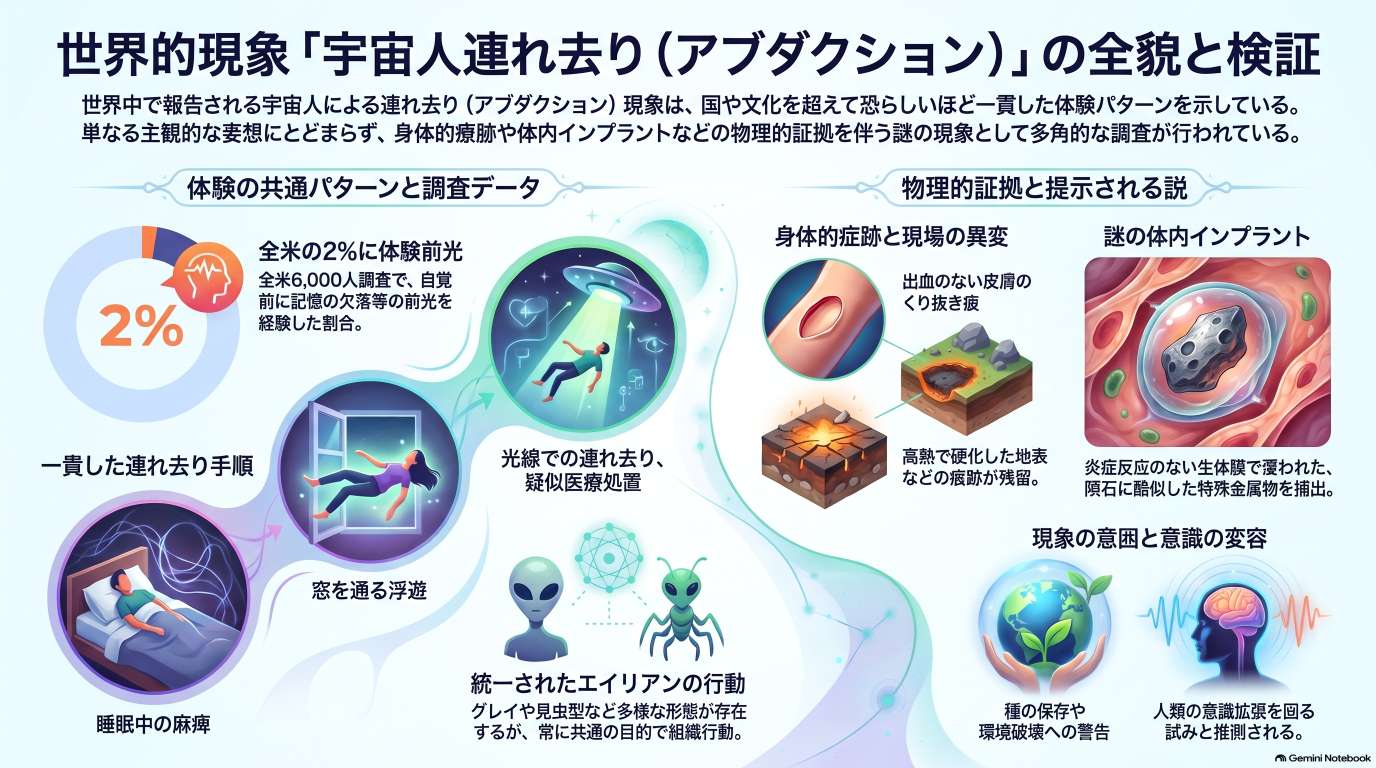 世界的現象「宇宙人連れ去り（アブダクション）」の全貌と検証
世界中で報告される宇宙人による連れ去り（アブダクション）現象は、国や文化を超えて恐らしいほど一貫した体験パターンを示している。
単なる主観的な妄想にとどまらず、身体的療跡や体内インプラントなどの物理的証拠を伴う謎の現象として多角的な調査が行われている。
体験の共通パターンと調査データ
2%
全米の2%に体験前光
全米6,000人調査で、自覚
前に記憶の欠落等の前光を
経験した割合。
一貫した連れ去り手順
睡眠中の麻痺
窓を通る浮遊
光線での連れ去り、
疑似医療処置
統一されたエイリアンの行動
グレイや見虫型など多様な形態が存在
するが、常に共通の目的で組織行動。
物理的証拠と提示される説
身体的症跡と現場の異変
出血のない皮膚の
くり抜き疲
高熱で硬化した地表
などの痕跡が残留。
謎の体内インプラント
炎症反応のない生体膜で覆われた、
隕石に酷似した特殊金属物を捕出。
現象の意困と意識の変容
種の保存や
環境破壊への警告
人類の意識拡張を回る
試みと推測される。
Gemini Notebook